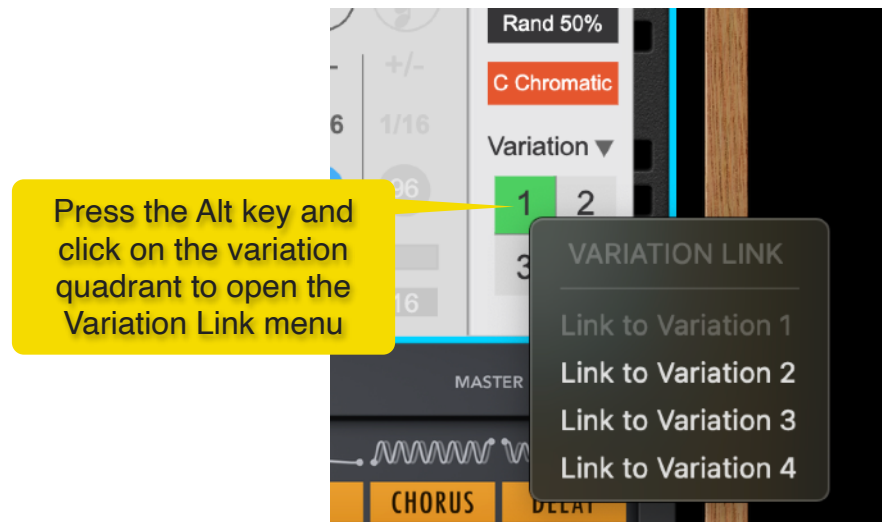 Rand 50%
+/-
C Chromatic
6
1/16
Variation ▼
96
1 2
3
16
Press the Alt key and
click on the variation
quadrant to open the
Variation Link menu
VARIATION LINK
Link to Variation 1
Link to Variation 2
Link to Variation 3
Link to Variation 4
MASTER
CHORUS
DELAY